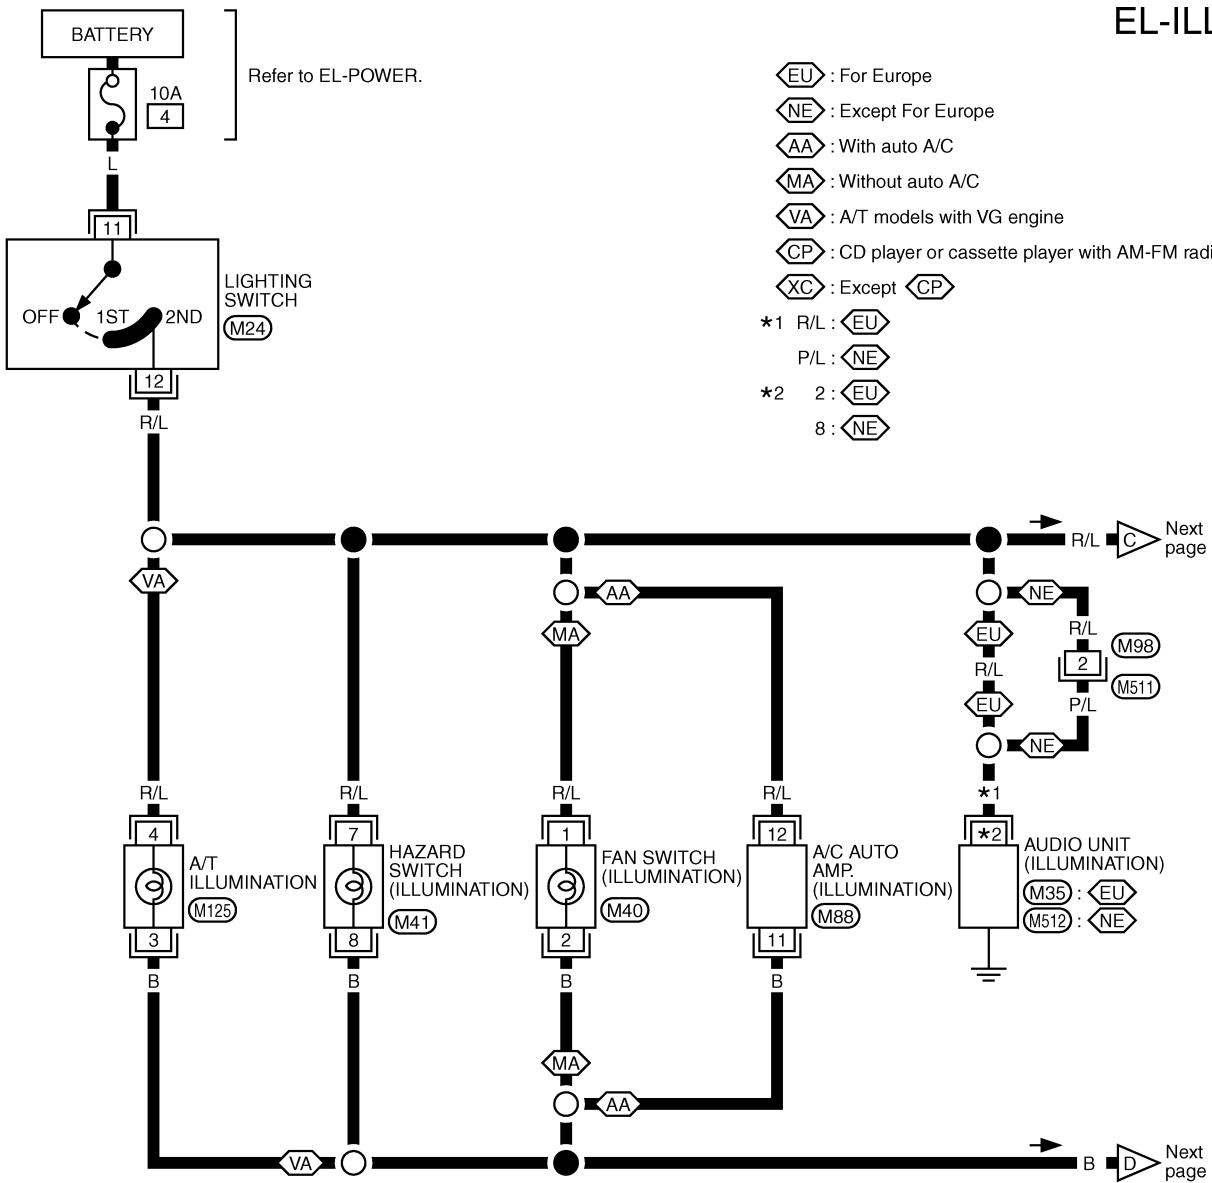 EL-ILL
BATTERY
Refer to EL-POWER.
10A
4
L
11
LIGHTING
SWITCH
M24
OFF
1ST
2ND
12
R/L
EU : For Europe
NE : Except For Europe
AA : With auto A/C
MA : Without auto A/C
VA : A/T models with VG engine
CP : CD player or cassette player with AM-FM radi
XC : Except CP
*1 R/L : EU
P/L : NE
*2 2 : EU
8 : NE
R/L C Next
page
VA
AA
MA
NE
EU
R/L
R/L
M98
2
M511
EU
P/L
NE
R/L
R/L
R/L
R/L
*1
4
7
1
12
*2
A/T
ILLUMINATION
M125
HAZARD
SWITCH
(ILLUMINATION)
M41
FAN SWITCH
(ILLUMINATION)
M40
A/C AUTO
AMP.
(ILLUMINATION)
M88
AUDIO UNIT
(ILLUMINATION)
M35 : EU
M512 : NE
3
8
2
11
B
B
B
B
MA
AA
VA
B D Next
page